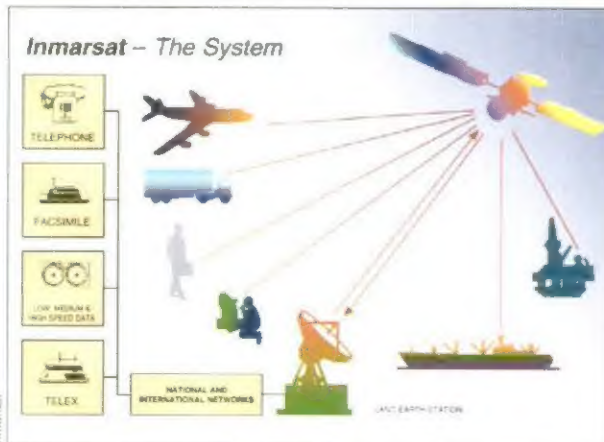 Inmarsat – The System
TELEPHONE
FACSIMILE
LOW, MEDIUM &
HIGH SPEED DATA
TELEX
NATIONAL AND
INTERNATIONAL NETWORKS
LAND EARTH STATION